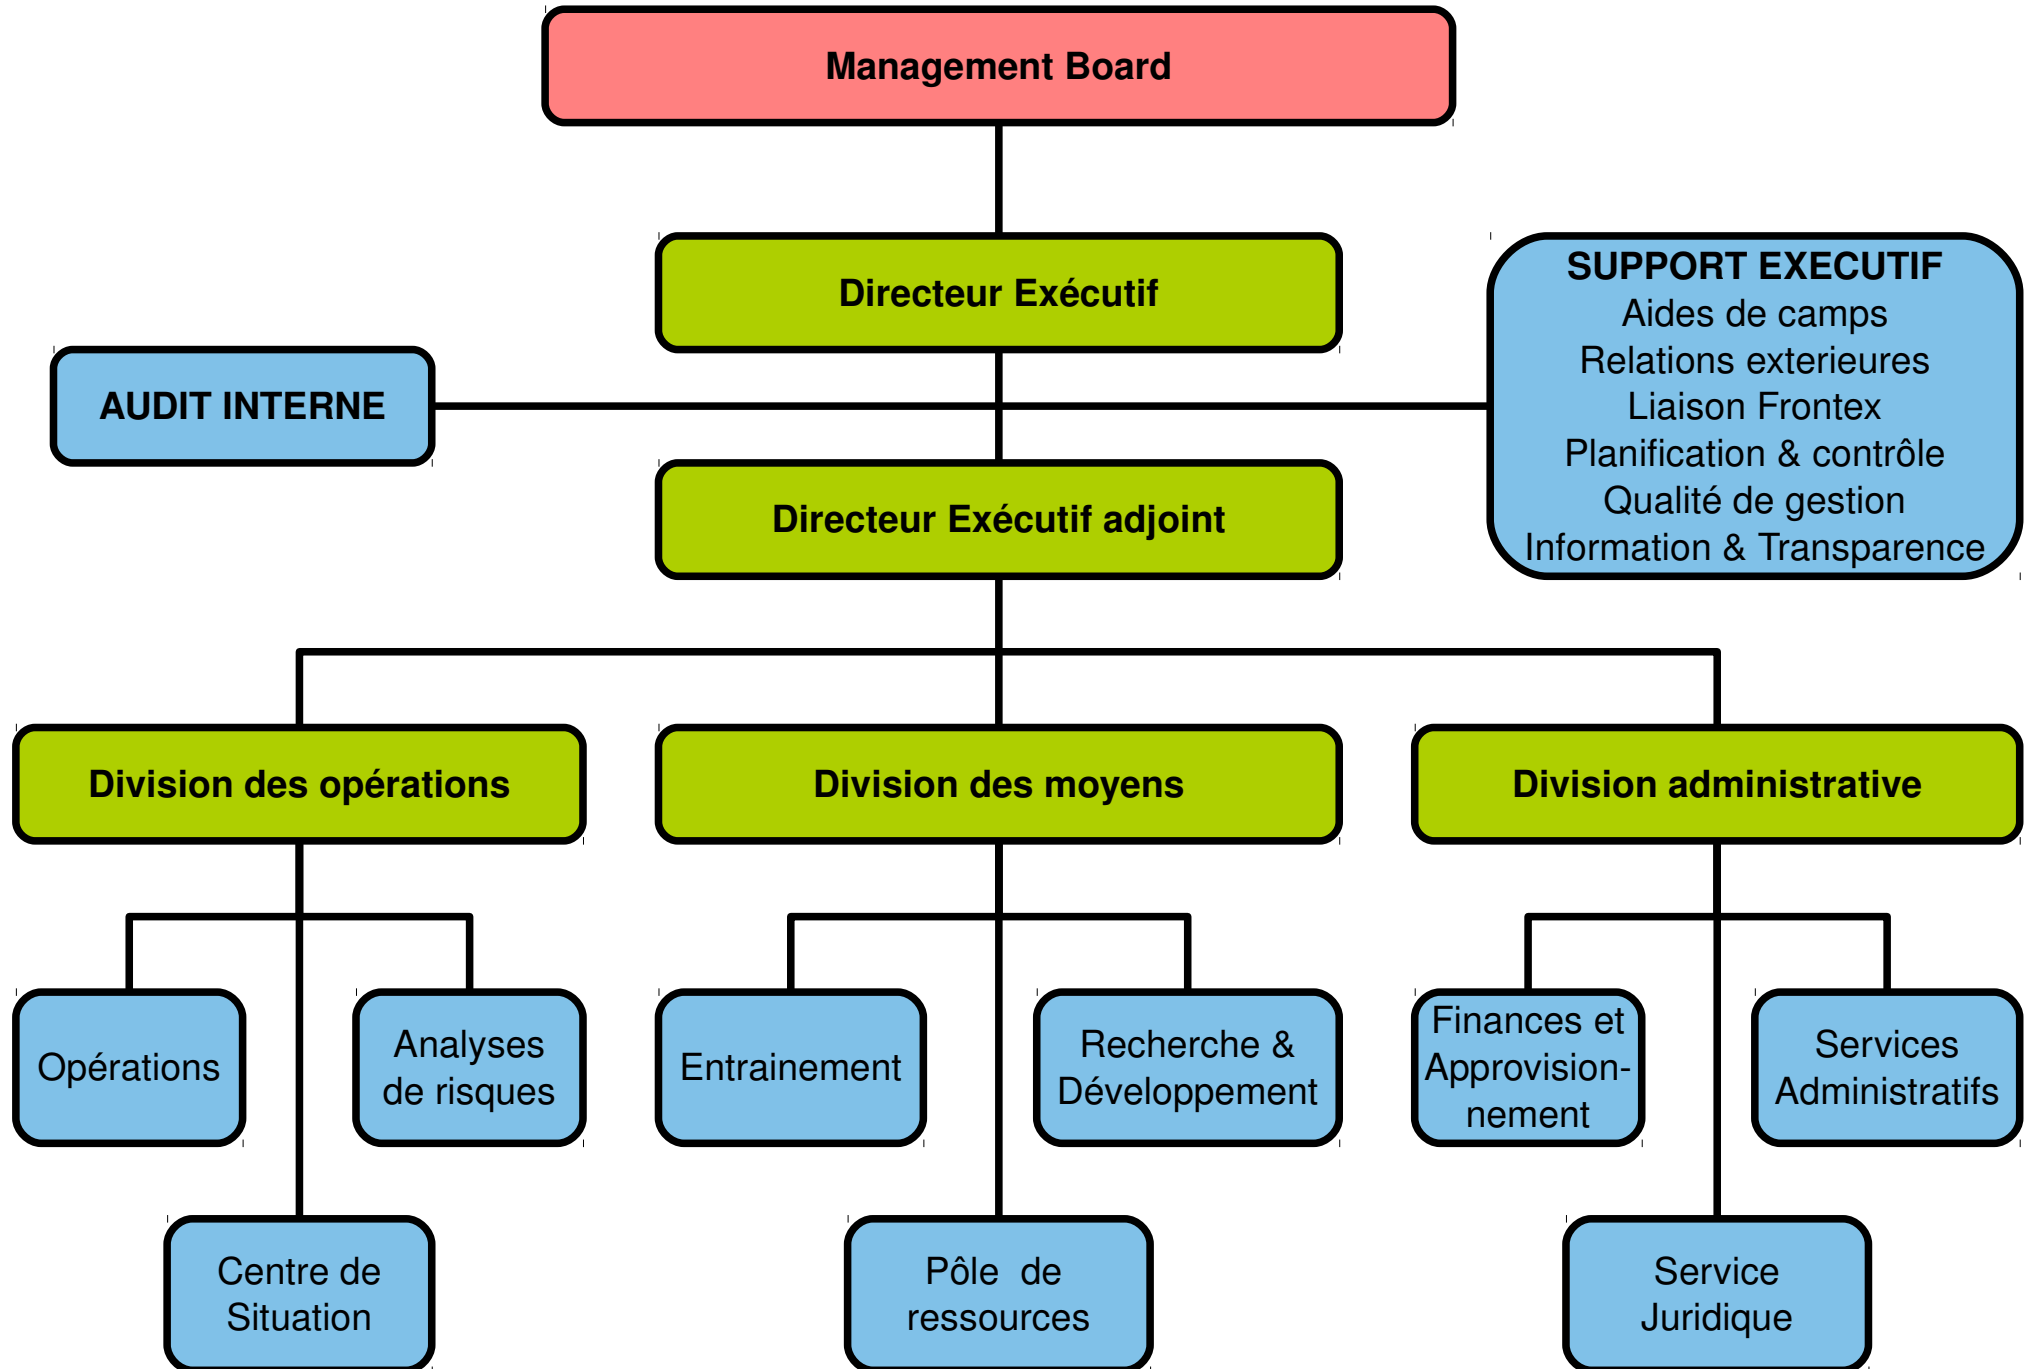 Management Board
Directeur Exécutif
SUPPORT EXECUTIF
Aides de camps
Relations exterieures
Liaison Frontex
Planification & contrôle
Qualité de gestion
Information & Transparence
AUDIT INTERNE
Directeur Exécutif adjoint
Division des opérations
Division des moyens
Division administrative
Opérations
Analyses
de risques
Entrainement
Recherche &
Développement
Finances et
Approvision-
nement
Services
Administratifs
Centre de
Situation
Pôle de
ressources
Service
Juridique